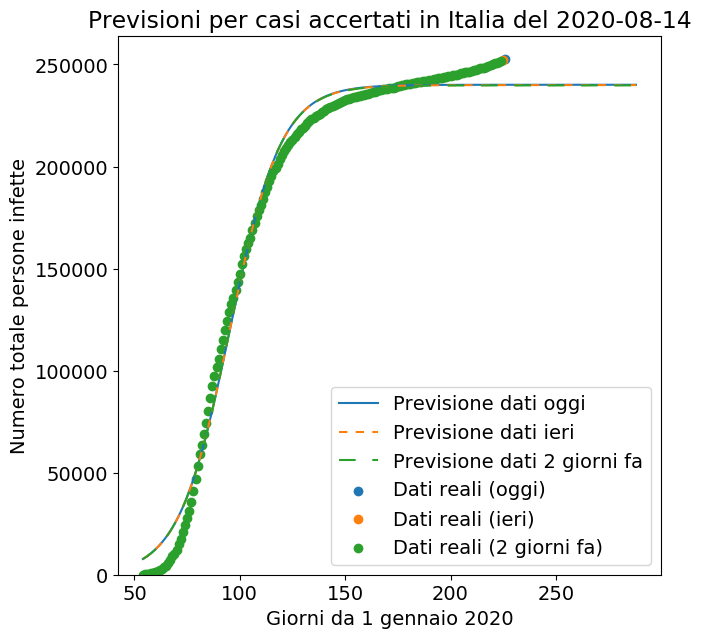 Previsioni per casi accertati in Italia del 2020-08-14
Numero totale persone infette
250000
200000
150000
100000
50000
0
50
100
150
200
250
Giorni da 1 gennaio 2020
Previsione dati oggi
Previsione dati ieri
Previsione dati 2 giorni fa
Dati reali (oggi)
Dati reali (ieri)
Dati reali (2 giorni fa)